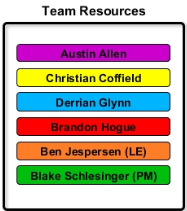 Team Resources
Austin Allen
Christian Coffield
Derrian Glynn
Brandon Hogue
Ben Jespersen (LE)
Blake Schlesinger (PM)